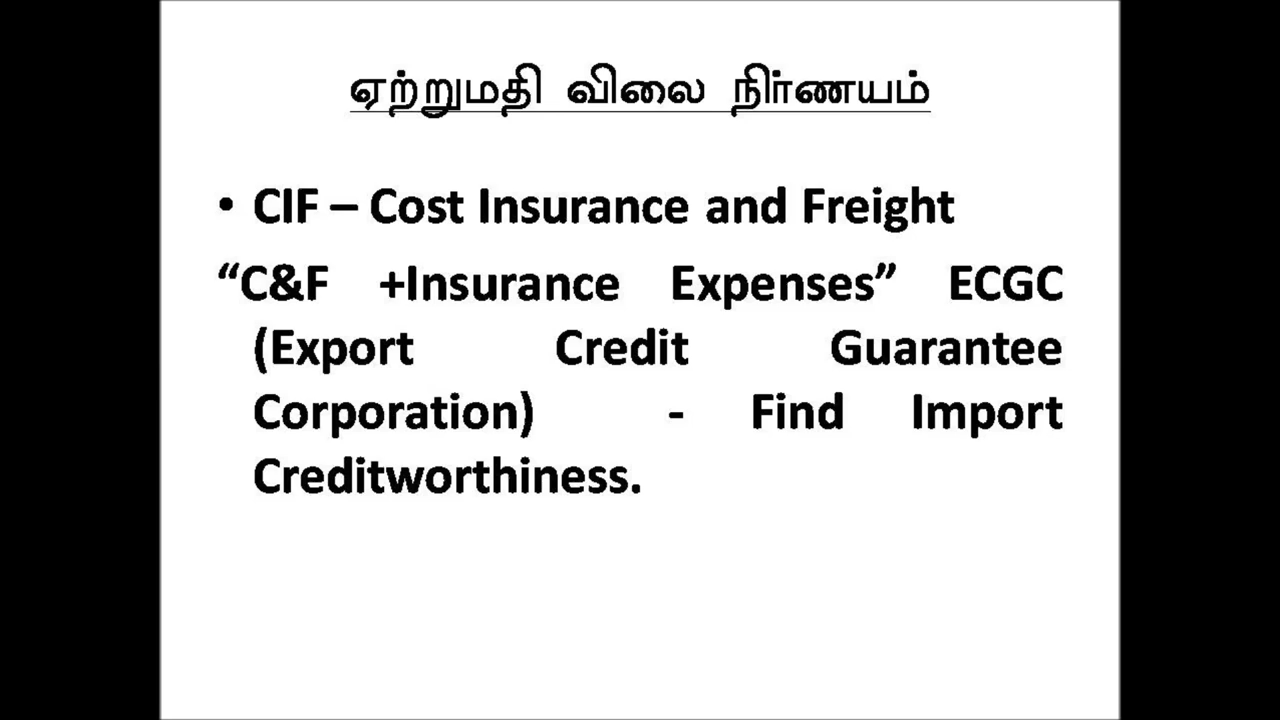 ஏற்றுமதி விலை நிர்ணயம்
• CIF – Cost Insurance and Freight
“C&F +Insurance Expenses” ECGC
(Export Credit Guarantee
Corporation) - Find Import
Creditworthiness.